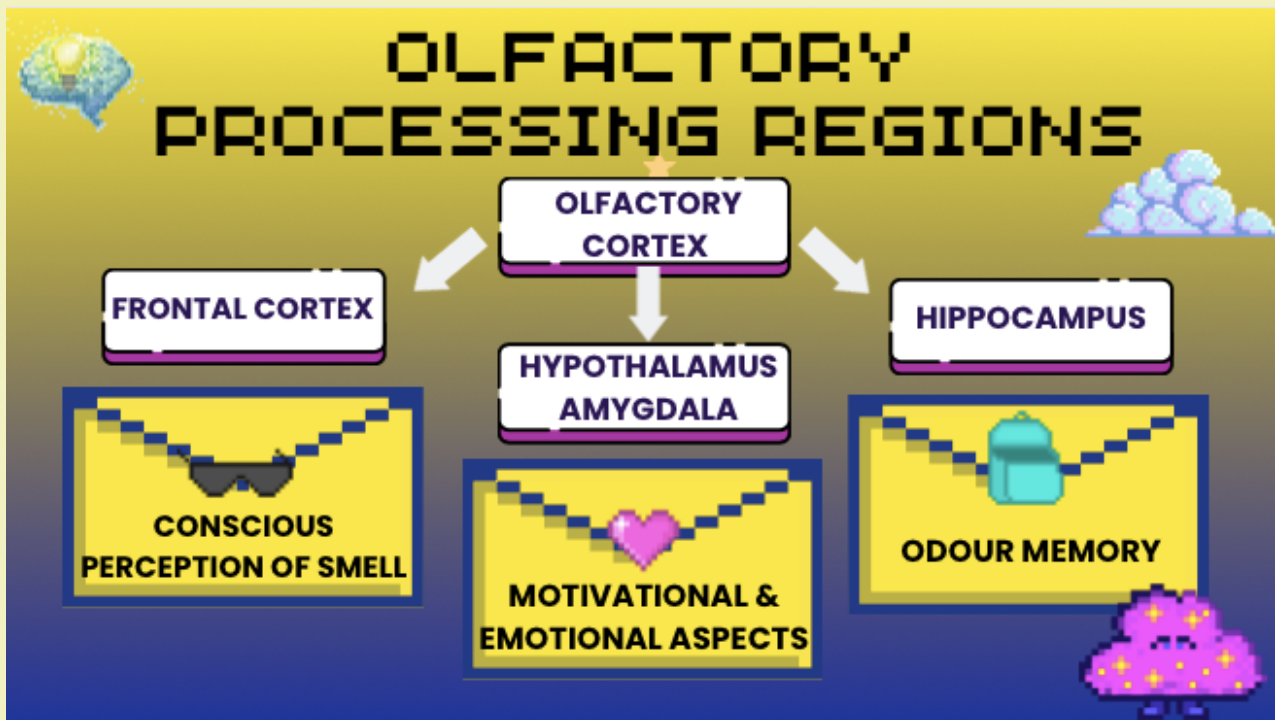 OLFACTORY
PROCESSING REGIONS
OLFACTORY
CORTEX
FRONTAL CORTEX
CONSCIOUS
PERCEPTION OF SMELL
HYPOTHALAMUS
AMYGDALA
MOTIVATIONAL &
EMOTIONAL ASPECTS
HIPPOCAMPUS
ODOUR MEMORY